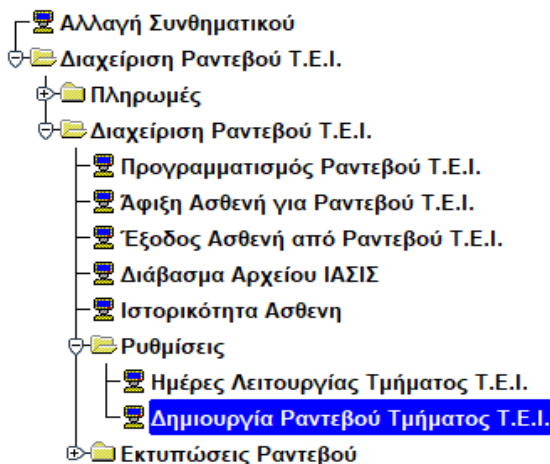 Αλλαγή Συνθηματικού
Διαχείριση Ραντεβού Τ.Ε.Ι.
Πληρωμές
Διαχείριση Ραντεβού Τ.Ε.Ι.
Προγραμματισμός Ραντεβού Τ.Ε.Ι.
Άφιξη Ασθενή για Ραντεβού Τ.Ε.Ι.
Έξοδος Ασθενή από Ραντεβού Τ.Ε.Ι.
Διάβασμα Αρχείου ΙΑΣΙΣ
Ιστορικότητα Ασθενη
Ρυθμίσεις
Ημέρες Λειτουργίας Τμήματος Τ.Ε.Ι.
Δημιουργία Ραντεβού Τμήματος Τ.Ε.Ι.
Εκτυπώσεις Ραντεβού